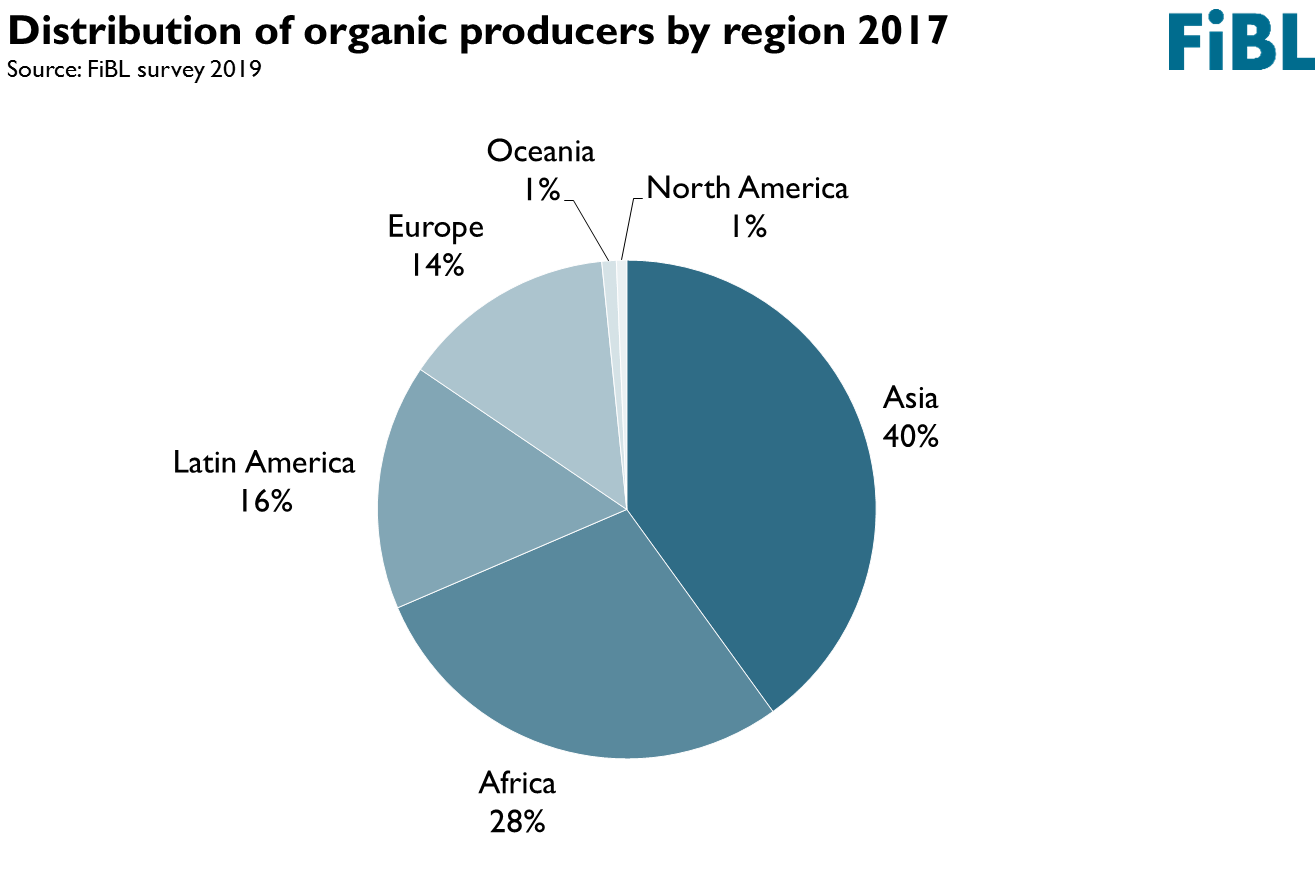 Distribution of organic producers by region 2017
Source: FiBL survey 2019
FiBL
Oceania
1%
North America
1%
Europe
14%
Asia
40%
Latin America
16%
Africa
28%